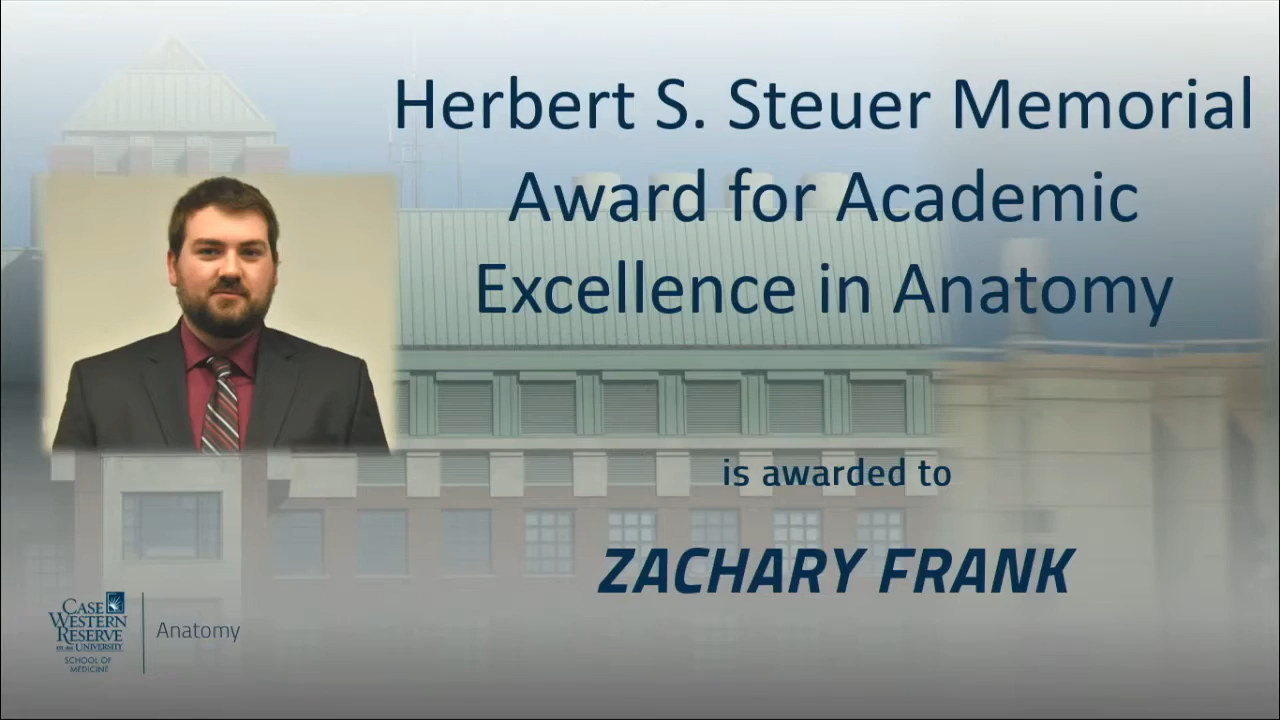 Herbert S. Steuer Memorial
Award for Academic
Excellence in Anatomy
is awarded to
ZACHARY FRANK
CASE
WESTERN
RESERVE
UNIVERSITY
SCHOOL OF
MEDICINE
Anatomy